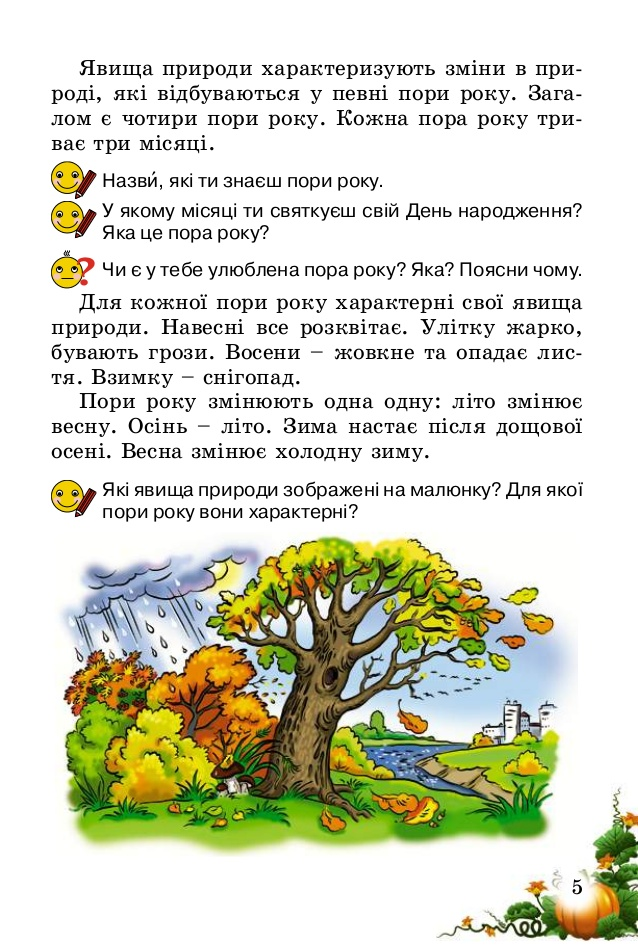 Явища природи характеризують зміни в при-
роді, які відбуваються у певні пори року. Зага-
лом є чотири пори року. Кожна пора року три-
ває три місяці.
Назви́, які ти знаєш пори року.
У якому місяці ти святкуєш свій День народження?
Яка це пора року?
?
Чи є у тебе улюблена пора року? Яка? Поясни чому.
Для кожної пори року характерні свої явища
природи. Навесні все розквітає. Улітку жарко,
бувають грози. Восени – жовкне та опадає лис-
тя. Взимку – снігопад.
Пори року змінюють одна одну: літо змінює
весну. Осінь – літо. Зима настає після дощової
осені. Весна змінює холодну зиму.
Які явища природи зображені на малюнку? Для якої
пори року вони характерні?
5